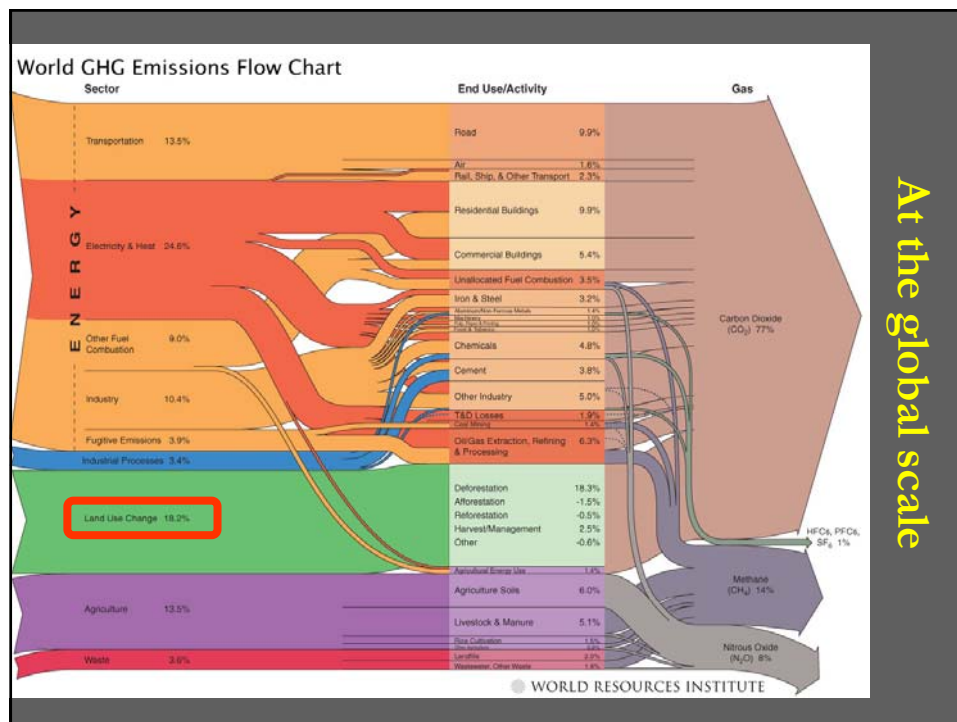 World GHG Emissions Flow Chart
Sector
End Use/Activity
Gas
ENERGY
Transportation 13.5%
Electricity & Heat 24.6%
Other Fuel
Combustion
9.0%
Industry 10.4%
Fugitive Emissions 3.9%
Industrial Processes 3.4%
Land Use Change 18.2%
Agriculture 13.5%
Waste 3.6%
Road 9.9%
Air 1.6%
Rail, Ship, & Other Transport 2.3%
Residential Buildings 9.9%
Commercial Buildings 5.4%
Unallocated Fuel Combustion 3.5%
Iron & Steel 3.2%
Aluminum/Non-Ferrous Metals 1.4%
Machinery
Food & Tobacco
Chemicals 4.8%
Cement 3.8%
Other Industry 5.0%
T&D Losses 1.9%
Coal Mining 1.4%
Oil/Gas Extraction, Refining
& Processing
6.3%
Deforestation 18.3%
Afforestation -1.5%
Reforestation -0.5%
Harvest/Management 2.5%
Other -0.6%
Agricultural Energy Use 1.4%
Agriculture Soils 6.0%
Livestock & Manure 5.1%
Rice Cultivation 1.5%
Landfills
Wastewater, Other Waste
Carbon Dioxide
(CO₂) 77%
HFCs, PFCs,
SF₆ 1%
Methane
(CH₄) 14%
Nitrous Oxide
(N₂O) 8%
WORLD RESOURCES INSTITUTE
At the global scale